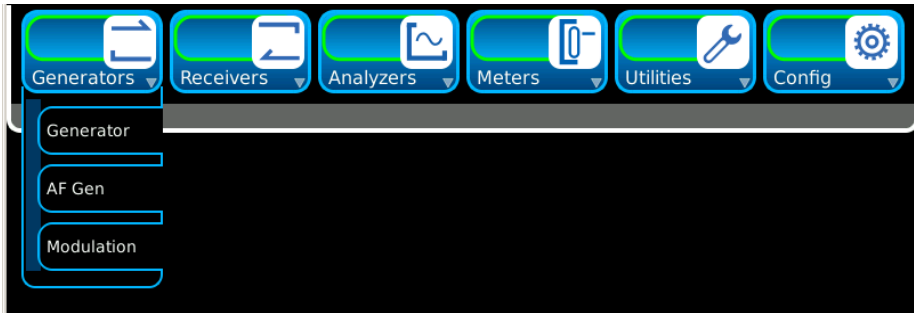 Generators
Receivers
Analyzers
Meters
Utilities
Config
Generator
AF Gen
Modulation